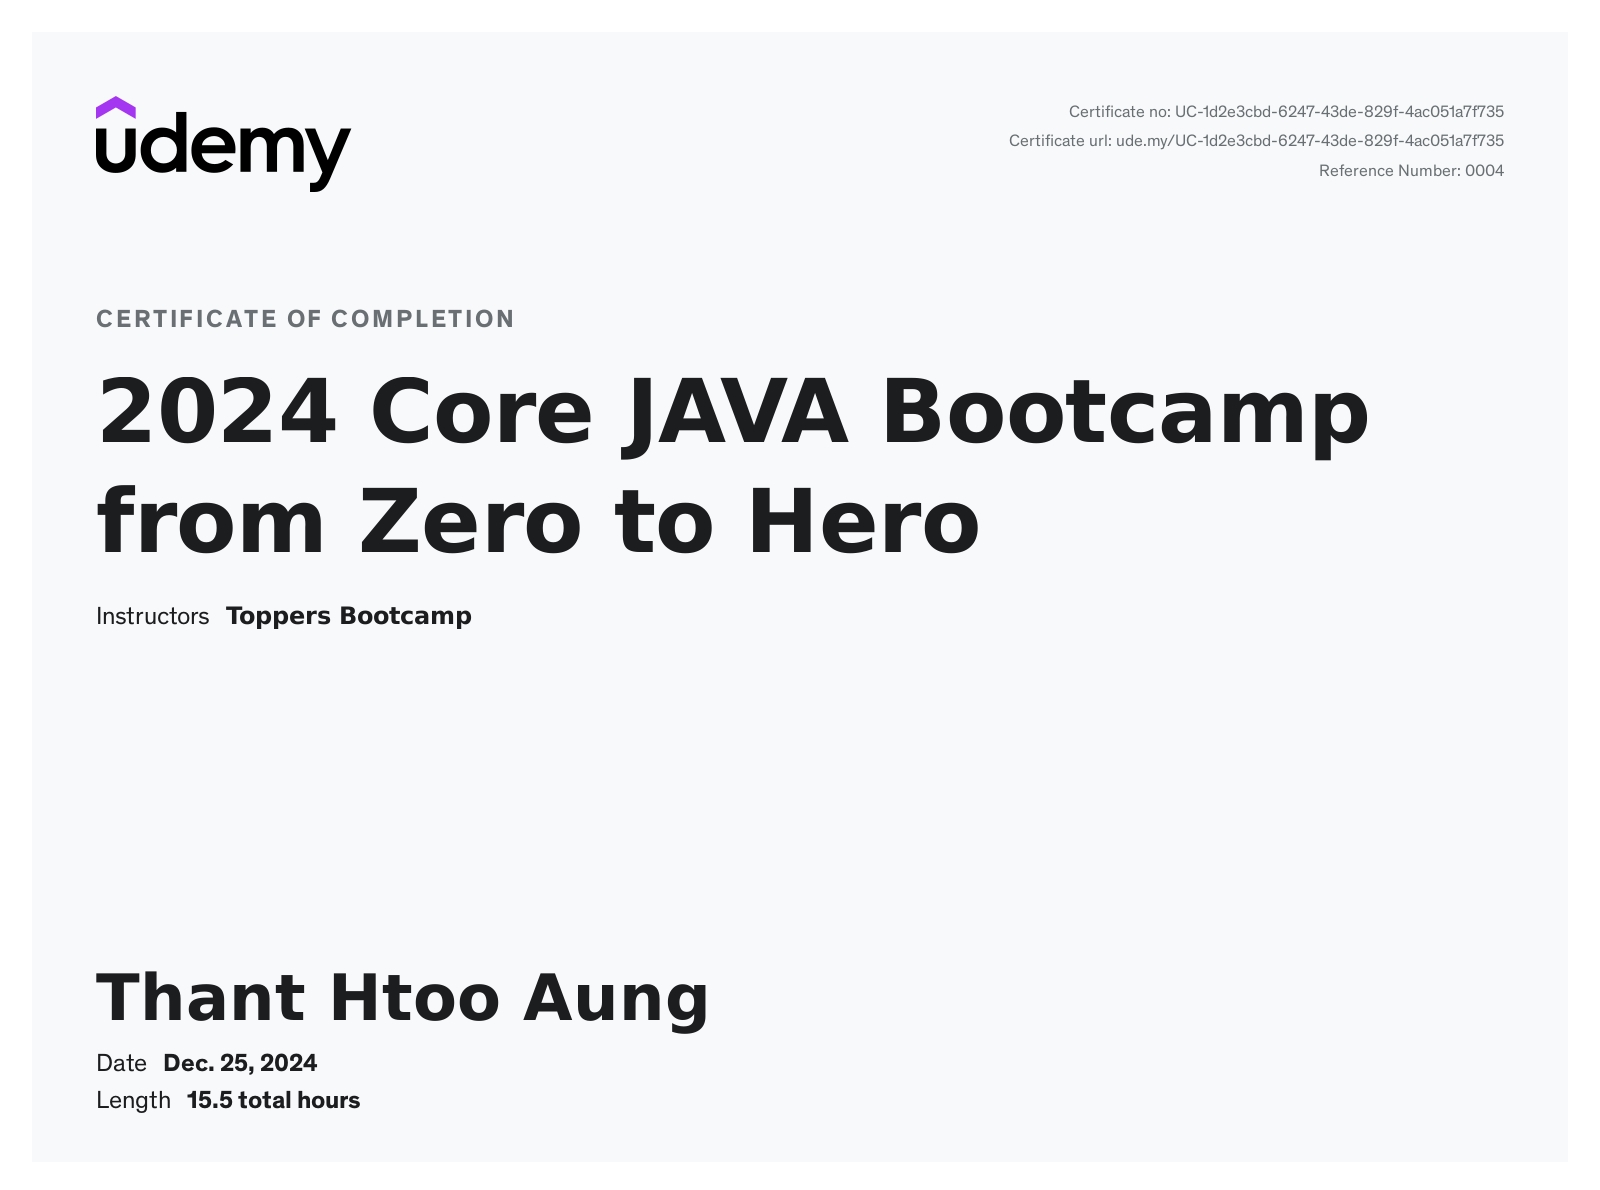 udemy
Certificate no: UC-1d2e3cbd-6247-43de-829f-4ac051a7f735
Certificate url: ude.my/UC-1d2e3cbd-6247-43de-829f-4ac051a7f735
Reference Number: 0004
CERTIFICATE OF COMPLETION
2024 Core JAVA Bootcamp
from Zero to Hero
Instructors Toppers Bootcamp
Thant Htoo Aung
Date Dec. 25, 2024
Length 15.5 total hours